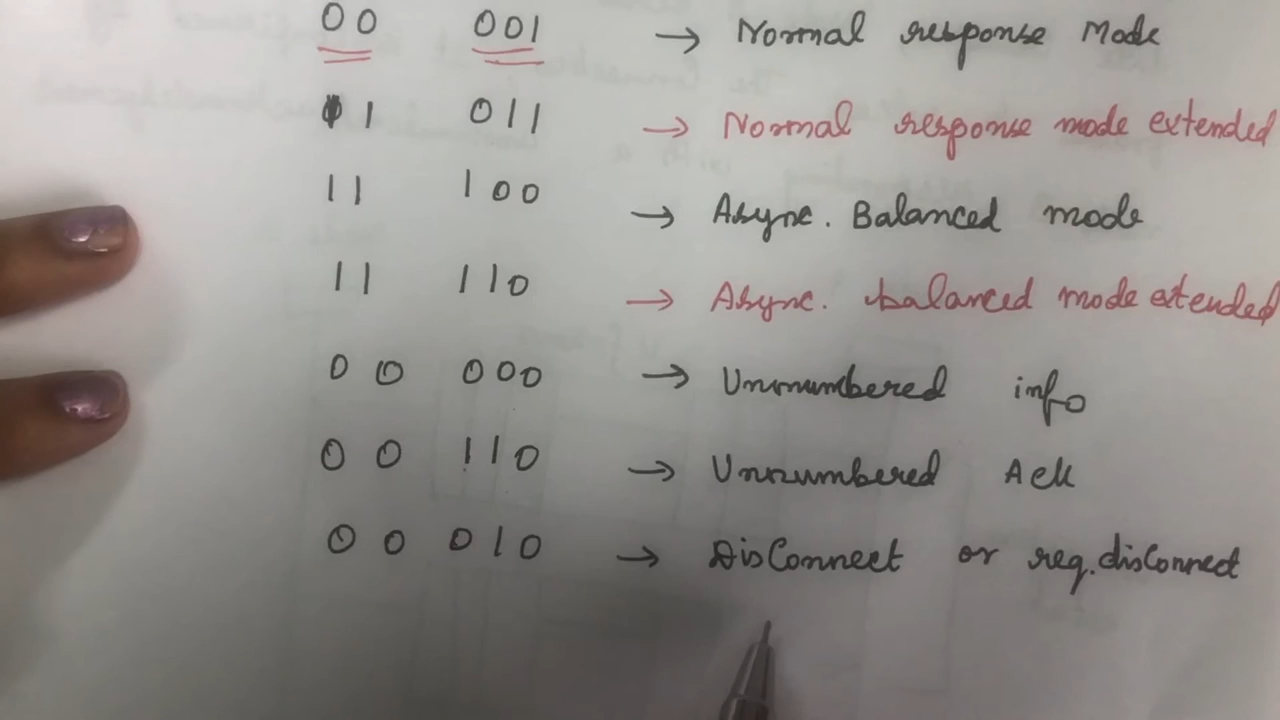 00 001 → Normal response Mode
11 011 → Normal response mode extended
11 100 → Async. Balanced mode
11 110 → Async. balanced mode extended
00 000 → Unnumbered info
00 110 → Unnumbered Ack
00 010 → Disconnect or req. disconnect